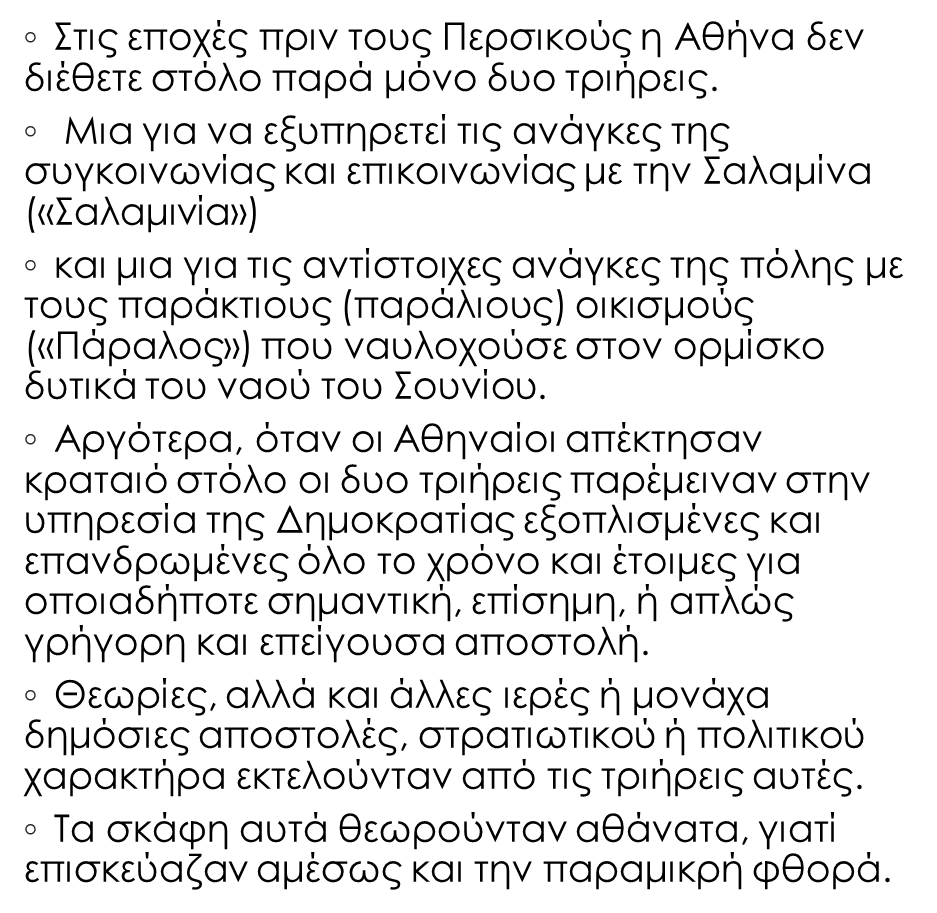 ◦ Στις εποχές πριν τους Περσικούς η Αθήνα δεν
διέθετε στόλο παρά μόνο δυο τριήρεις.
◦ Μια για να εξυπηρετεί τις ανάγκες της
συγκοινωνίας και επικοινωνίας με την Σαλαμίνα
(«Σαλαμινία»)
◦ και μια για τις αντίστοιχες ανάγκες της πόλης με
τους παράκτιους (παράλιους) οικισμούς
(«Πάραλος») που ναυλοχούσε στον ορμίσκο
δυτικά του ναού του Σουνίου.
◦ Αργότερα, όταν οι Αθηναίοι απέκτησαν
κραταιό στόλο οι δυο τριήρεις παρέμειναν στην
υπηρεσία της Δημοκρατίας εξοπλισμένες και
επανδρωμένες όλο το χρόνο και έτοιμες για
οποιαδήποτε σημαντική, επίσημη, ή απλώς
γρήγορη και επείγουσα αποστολή.
◦ Θεωρίες, αλλά και άλλες ιερές ή μονάχα
δημόσιες αποστολές, στρατιωτικού ή πολιτικού
χαρακτήρα εκτελούνταν από τις τριήρεις αυτές.
◦ Τα σκάφη αυτά θεωρούνταν αθάνατα, γιατί
επισκεύαζαν αμέσως και την παραμικρή φθορά.